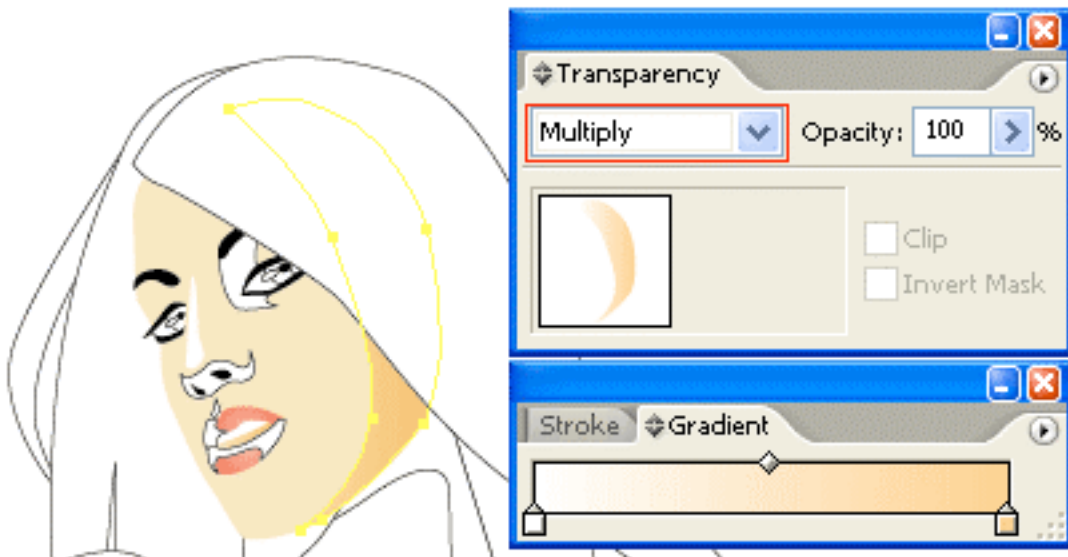 Transparency
Multiply Opacity: 100 %
Clip
Invert Mask
Stroke Gradient